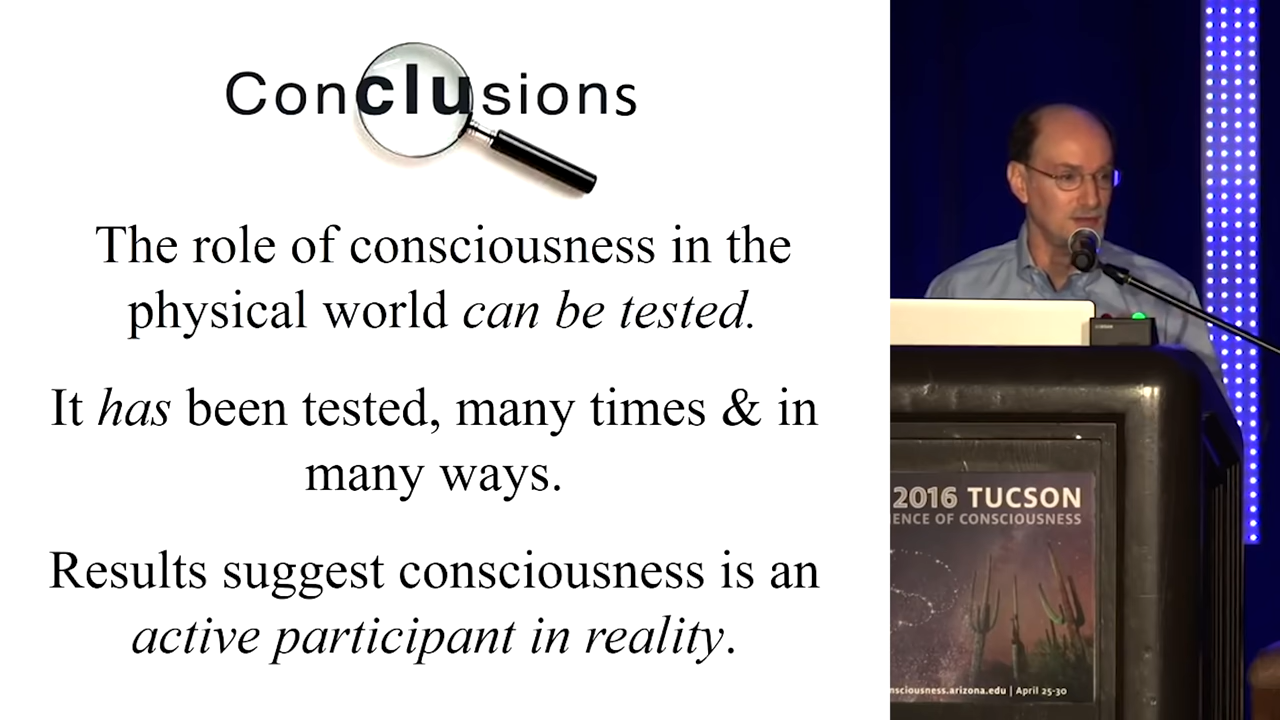 Conclusions
The role of consciousness in the
physical world can be tested.
It has been tested, many times & in
many ways.
Results suggest consciousness is an
active participant in reality.
2016 TUCSON
ENCE OF CONSCIOUSNESS
nsciousness.arizona.edu | April 25-30